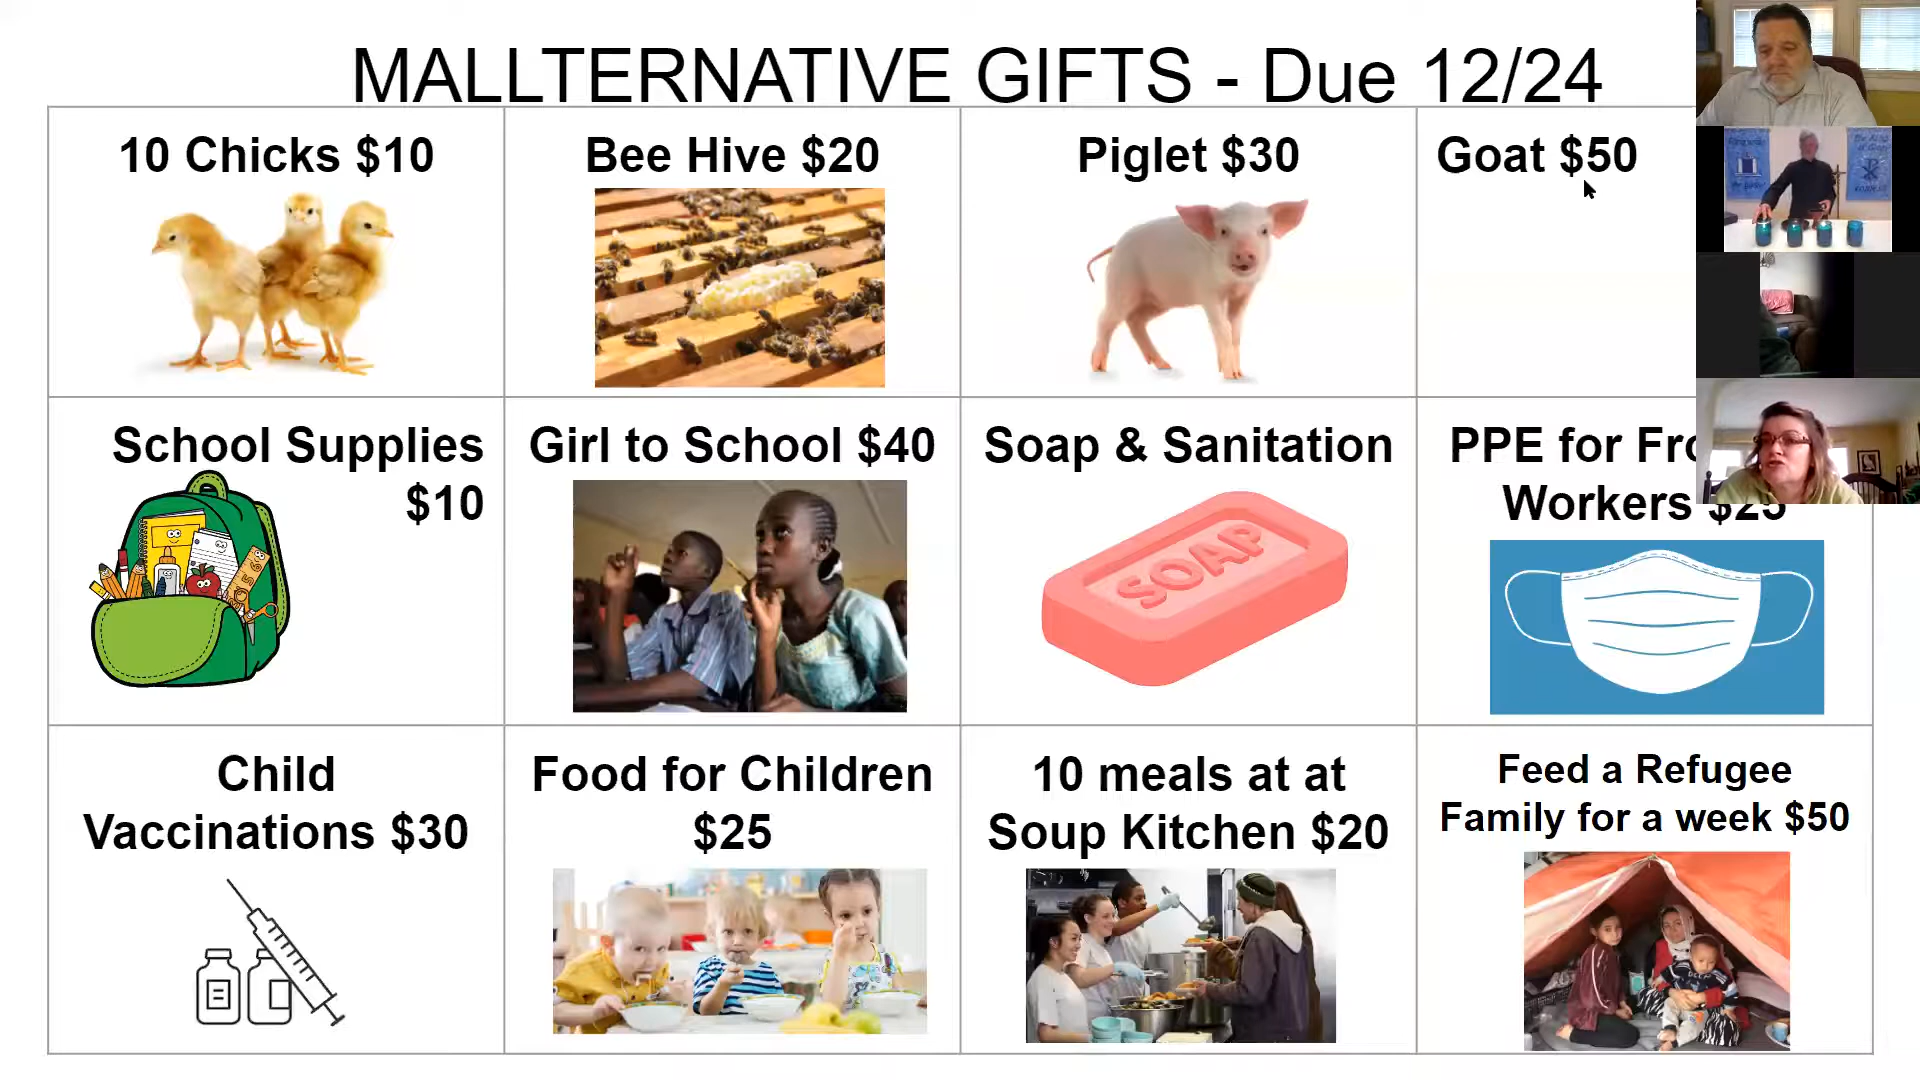 MALLTERNATIVE GIFTS - Due 12/24
10 Chicks $10
Bee Hive $20
Piglet $30
Goat $50
School Supplies
$10
Girl to School $40
Soap & Sanitation
SOAP
PPE for Fro
Workers $25
Child
Vaccinations $30
Food for Children
$25
10 meals at at
Soup Kitchen $20
Feed a Refugee
Family for a week $50